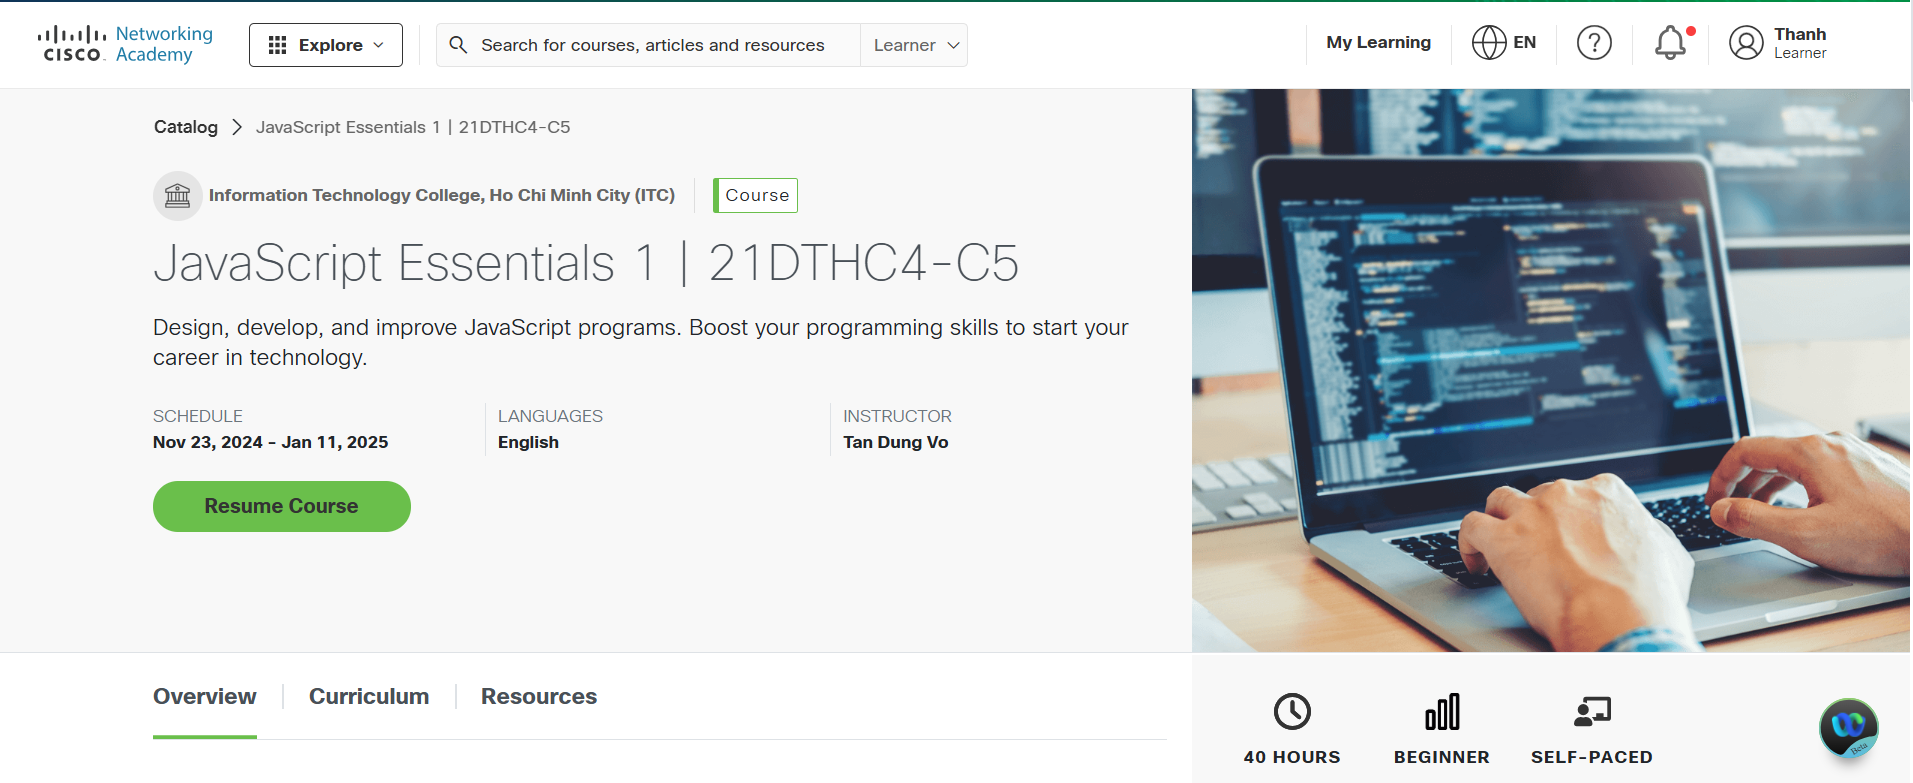 CISCO
Networking
Academy
Explore
Search for courses, articles and resources
Learner
My Learning
EN
?
Thanh
Learner
Catalog
JavaScript Essentials 1 | 21DTHC4-C5
Information Technology College, Ho Chi Minh City (ITC)
Course
JavaScript Essentials 1 | 21DTHC4-C5
Design, develop, and improve JavaScript programs. Boost your programming skills to start your
career in technology.
SCHEDULE
Nov 23, 2024 - Jan 11, 2025
LANGUAGES
English
INSTRUCTOR
Tan Dung Vo
Resume Course
Overview
Curriculum
Resources
40 HOURS
BEGINNER
SELF-PACED
Beta